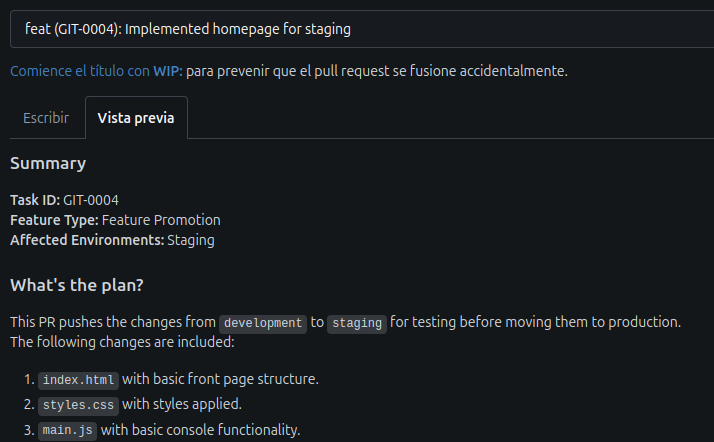 feat (GIT-0004): Implemented homepage for staging
Comience el título con WIP: para prevenir que el pull request se fusione accidentalmente.
Escribir
Vista previa
Summary
Task ID: GIT-0004
Feature Type: Feature Promotion
Affected Environments: Staging
What's the plan?
This PR pushes the changes from development to staging for testing before moving them to production.
The following changes are included:
1. index.html with basic front page structure.
2. styles.css with styles applied.
3. main.js with basic console functionality.